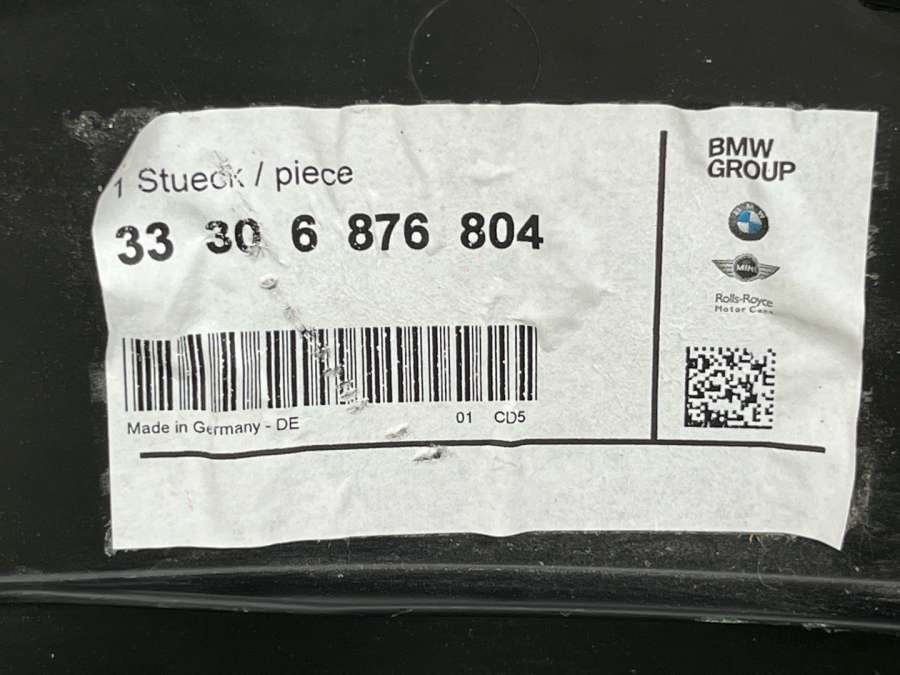 1 Stueck / piece
33 30 6 876 804
Made in Germany - DE
01 CD5
BMW
GROUP
BMW
MINI
Rolls-Royce
Motor Cars